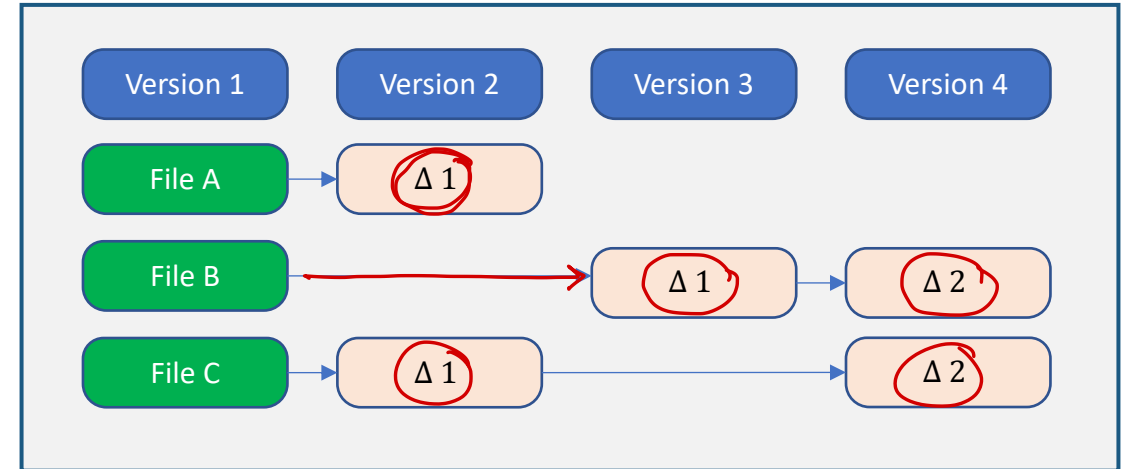 Version 1 Version 2 Version 3 Version 4
File A Δ 1
File B Δ 1 Δ 2
File C Δ 1 Δ 2